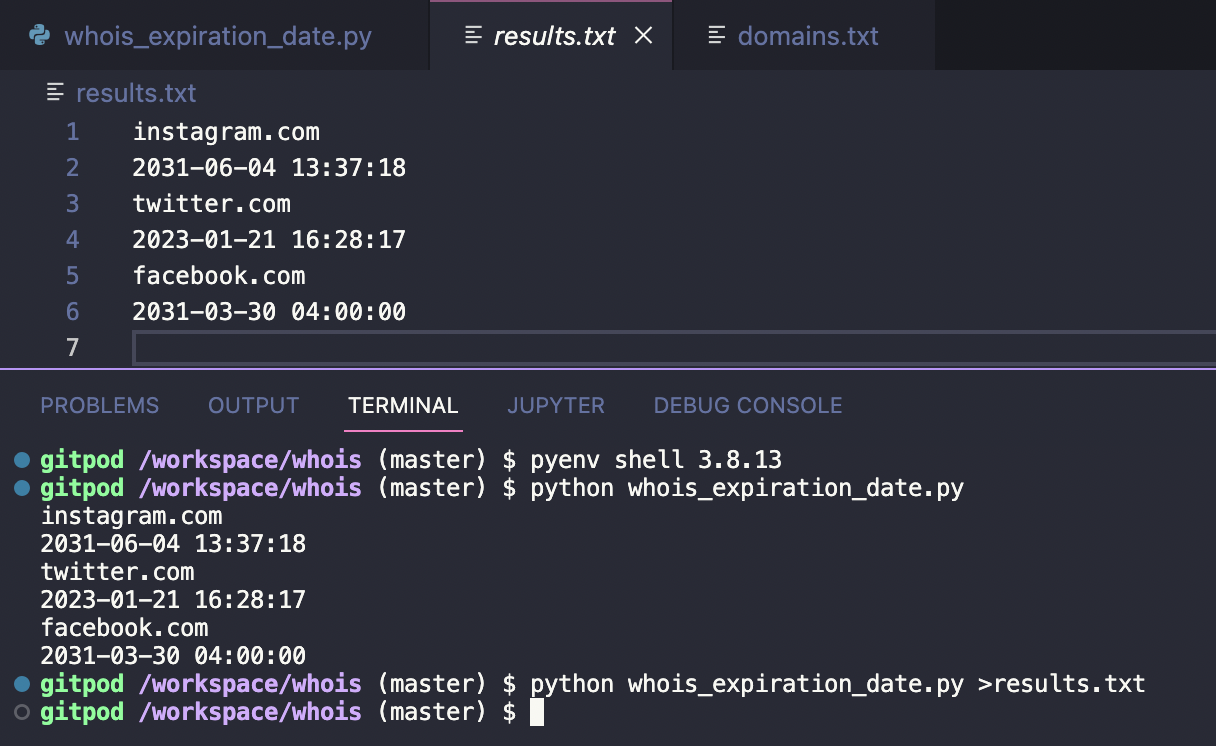 whois_expiration_date.py results.txt domains.txt
results.txt
1 instagram.com
2 2031-06-04 13:37:18
3 twitter.com
4 2023-01-21 16:28:17
5 facebook.com
6 2031-03-30 04:00:00
7
PROBLEMS OUTPUT TERMINAL JUPYTER DEBUG CONSOLE
gitpod /workspace/whois (master) $ pyenv shell 3.8.13
gitpod /workspace/whois (master) $ python whois_expiration_date.py
instagram.com
2031-06-04 13:37:18
twitter.com
2023-01-21 16:28:17
facebook.com
2031-03-30 04:00:00
gitpod /workspace/whois (master) $ python whois_expiration_date.py >results.txt
gitpod /workspace/whois (master) $